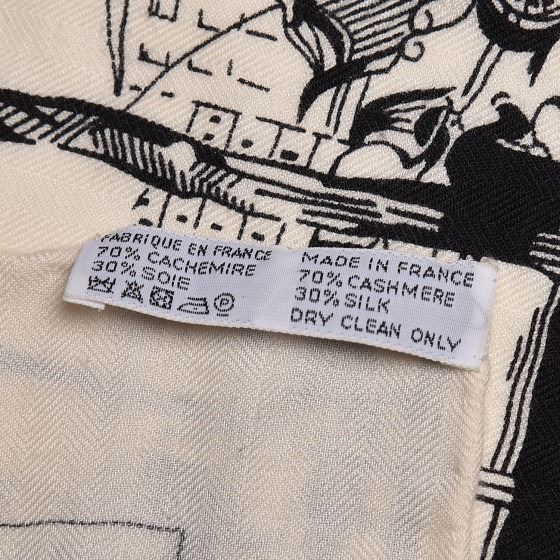 FABRIQUE EN FRANCE
70% CACHEMIRE
30% SOIE
P
MADE IN FRANCE
70% CASHMERE
30% SILK
DRY CLEAN ONLY